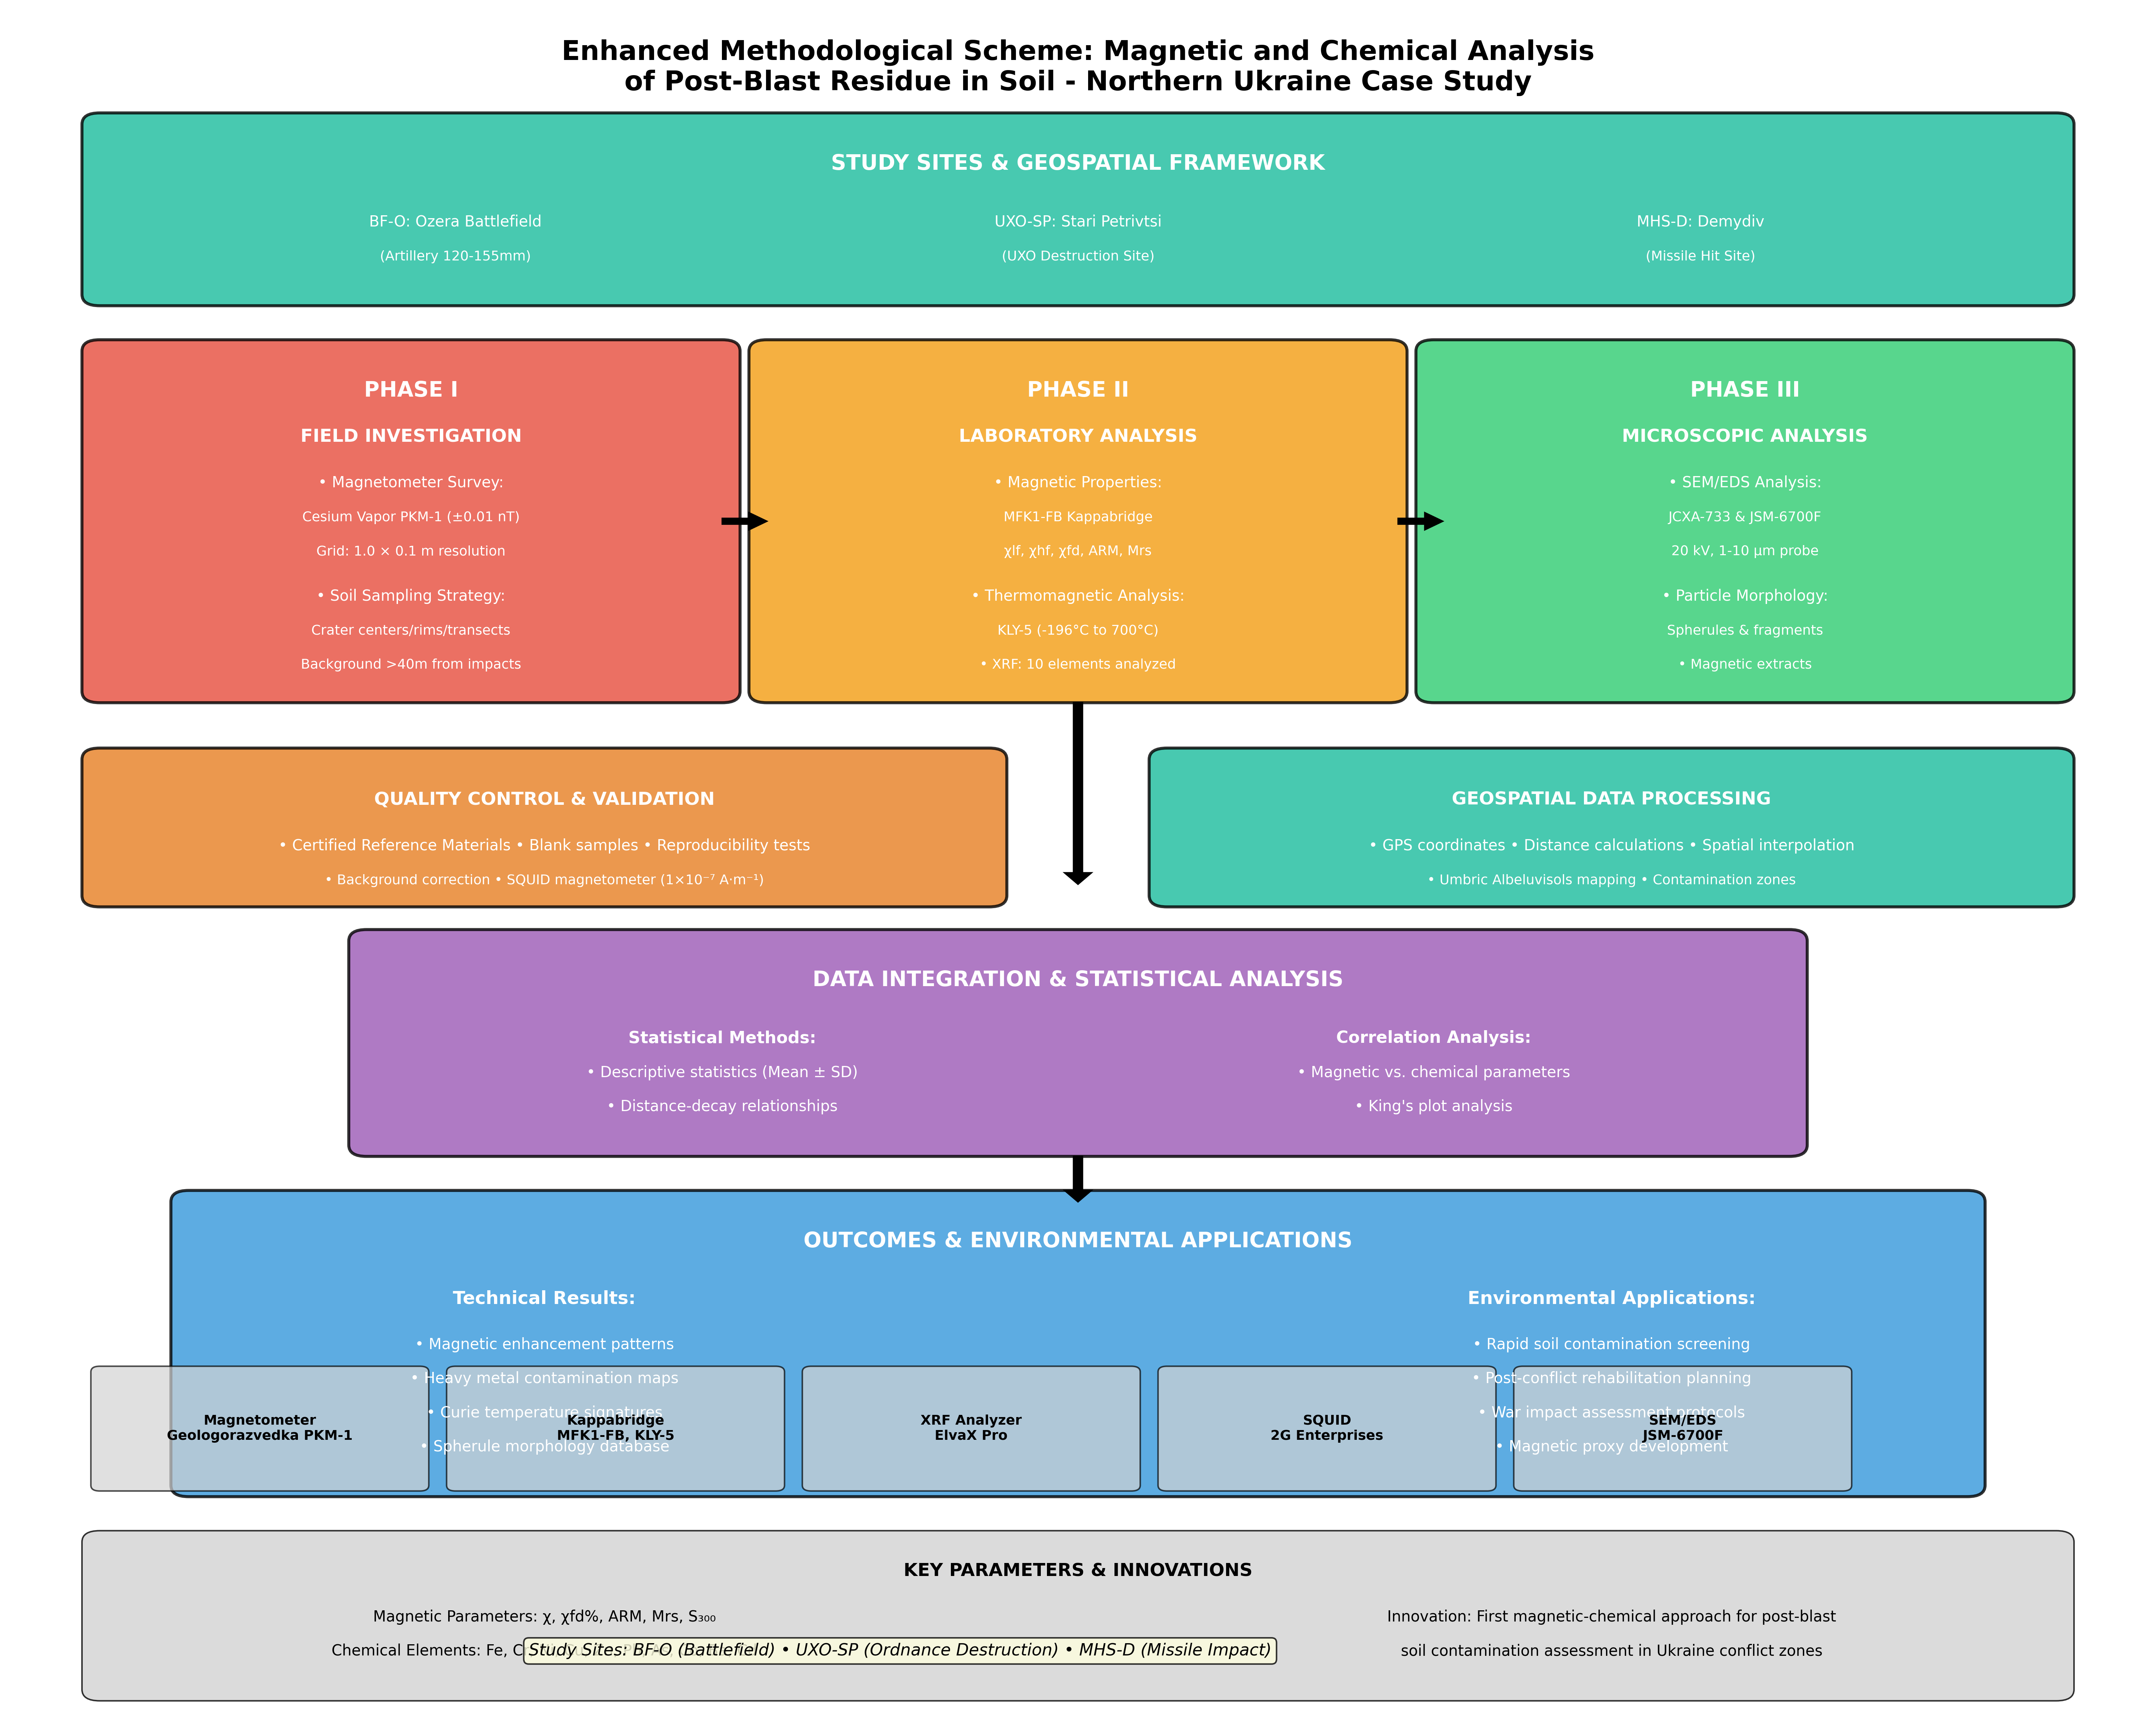 Enhanced Methodological Scheme: Magnetic and Chemical Analysis
of Post-Blast Residue in Soil - Northern Ukraine Case Study
STUDY SITES & GEOSPATIAL FRAMEWORK
BF-O: Ozera Battlefield
(Artillery 120-155mm)
UXO-SP: Stari Petrivtsi
(UXO Destruction Site)
MHS-D: Demydiv
(Missile Hit Site)
PHASE I
FIELD INVESTIGATION
• Magnetometer Survey:
Cesium Vapor PKM-1 (±0.01 nT)
Grid: 1.0 × 0.1 m resolution
• Soil Sampling Strategy:
Crater centers/rims/transects
Background >40m from impacts
PHASE II
LABORATORY ANALYSIS
• Magnetic Properties:
MFK1-FB Kappabridge
χlf, χhf, χfd, ARM, Mrs
• Thermomagnetic Analysis:
KLY-5 (-196°C to 700°C)
• XRF: 10 elements analyzed
PHASE III
MICROSCOPIC ANALYSIS
• SEM/EDS Analysis:
JCXA-733 & JSM-6700F
20 kV, 1-10 μm probe
• Particle Morphology:
Spherules & fragments
• Magnetic extracts
QUALITY CONTROL & VALIDATION
• Certified Reference Materials • Blank samples • Reproducibility tests
• Background correction • SQUID magnetometer (1×10⁻⁷ A·m⁻¹)
GEOSPATIAL DATA PROCESSING
• GPS coordinates • Distance calculations • Spatial interpolation
• Umbric Albeluvisols mapping • Contamination zones
DATA INTEGRATION & STATISTICAL ANALYSIS
Statistical Methods:
• Descriptive statistics (Mean ± SD)
• Distance-decay relationships
Correlation Analysis:
• Magnetic vs. chemical parameters
• King's plot analysis
OUTCOMES & ENVIRONMENTAL APPLICATIONS
Technical Results:
• Magnetic enhancement patterns
• Heavy metal contamination maps
• Curie temperature signatures
• Spherule morphology database
Environmental Applications:
• Rapid soil contamination screening
• Post-conflict rehabilitation planning
• War impact assessment protocols
• Magnetic proxy development
Magnetometer
Geologorazvedka PKM-1
Kappabridge
MFK1-FB, KLY-5
XRF Analyzer
ElvaX Pro
SQUID
2G Enterprises
SEM/EDS
JSM-6700F
KEY PARAMETERS & INNOVATIONS
Magnetic Parameters: χ, χfd%, ARM, Mrs, S₃₀₀
Chemical Elements: Fe,
Study Sites: BF-O (Battlefield) • UXO-SP (Ordnance Destruction) • MHS-D (Missile Impact)
Innovation: First magnetic-chemical approach for post-blast
soil contamination assessment in Ukraine conflict zones